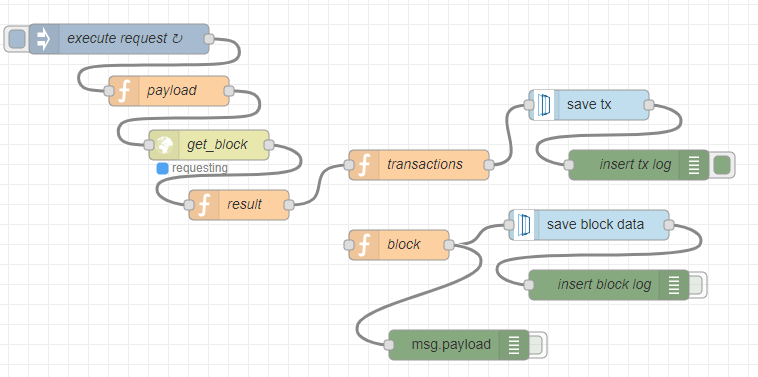 execute request ↻
payload
get_block
requesting
result
transactions
save tx
insert tx log
block
save block data
insert block log
msg.payload